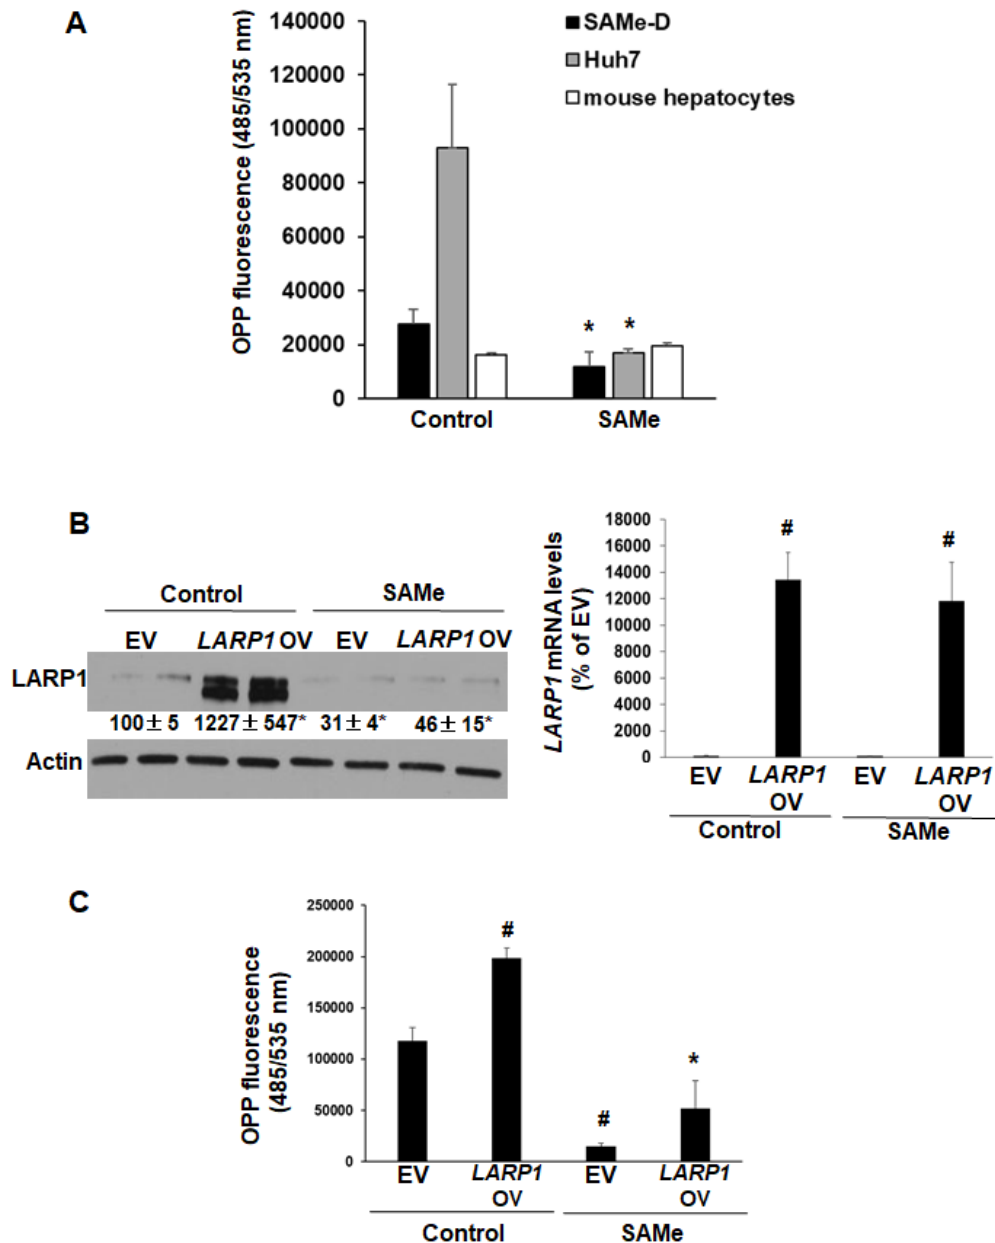 A
OPP fluorescence (485/535 nm)
140000
120000
100000
80000
60000
40000
20000
0
SAMe-D
Huh7
mouse hepatocytes
* *
Control SAMe
B
Control SAMe
EV LARP1 OV EV LARP1 OV
LARP1
100 ± 5 1227 ± 547* 31 ± 4* 46 ± 15*
Actin
LARP1 mRNA levels
(% of EV)
18000
16000
14000
12000
10000
8000
6000
4000
2000
0
# #
EV LARP1 EV LARP1
OV OV
Control SAMe
C
OPP fluorescence
(485/535 nm)
250000
200000
150000
100000
50000
0
#
# *
EV LARP1 EV LARP1
OV OV
Control SAMe